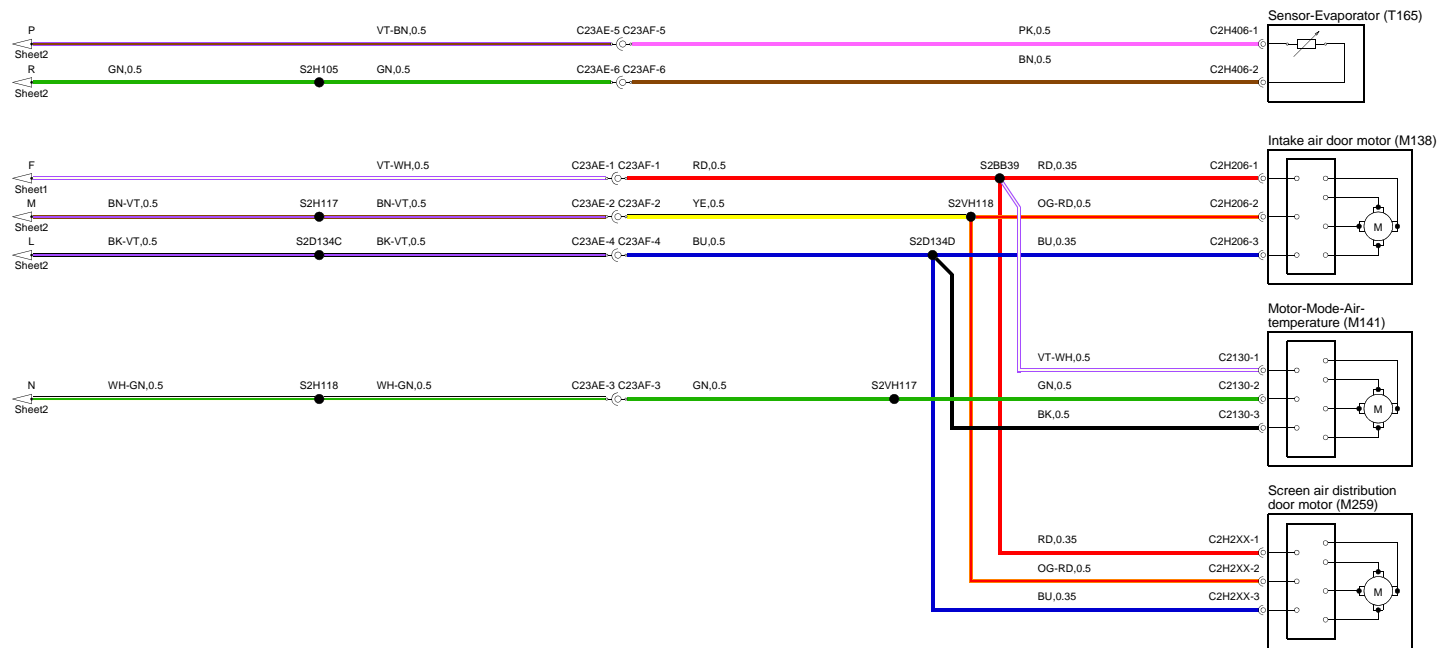 Sensor-Evaporator (T165)
P VT-BN,0.5 C23AE-5 C23AF-5 PK,0.5 C2H406-1
Sheet2
BN,0.5
R GN,0.5 S2H105 GN,0.5 C23AE-6 C23AF-6 C2H406-2
Sheet2
Intake air door motor (M138)
F VT-WH,0.5 C23AE-1 C23AF-1 RD,0.5 S2BB39 RD,0.35 C2H206-1
Sheet1
M BN-VT,0.5 S2H117 BN-VT,0.5 C23AE-2 C23AF-2 YE,0.5 S2VH118 OG-RD,0.5 C2H206-2
Sheet2
M
L BK-VT,0.5 S2D134C BK-VT,0.5 C23AE-4 C23AF-4 BU,0.5 S2D134D BU,0.35 C2H206-3
Sheet2
Motor-Mode-Air-
temperature (M141)
VT-WH,0.5 C2130-1
N WH-GN,0.5 S2H118 WH-GN,0.5 C23AE-3 C23AF-3 GN,0.5 S2VH117 GN,0.5 C2130-2
Sheet2
M
BK,0.5 C2130-3
Screen air distribution
door motor (M259)
RD,0.35 C2H2XX-1
OG-RD,0.5 C2H2XX-2
M
BU,0.35 C2H2XX-3